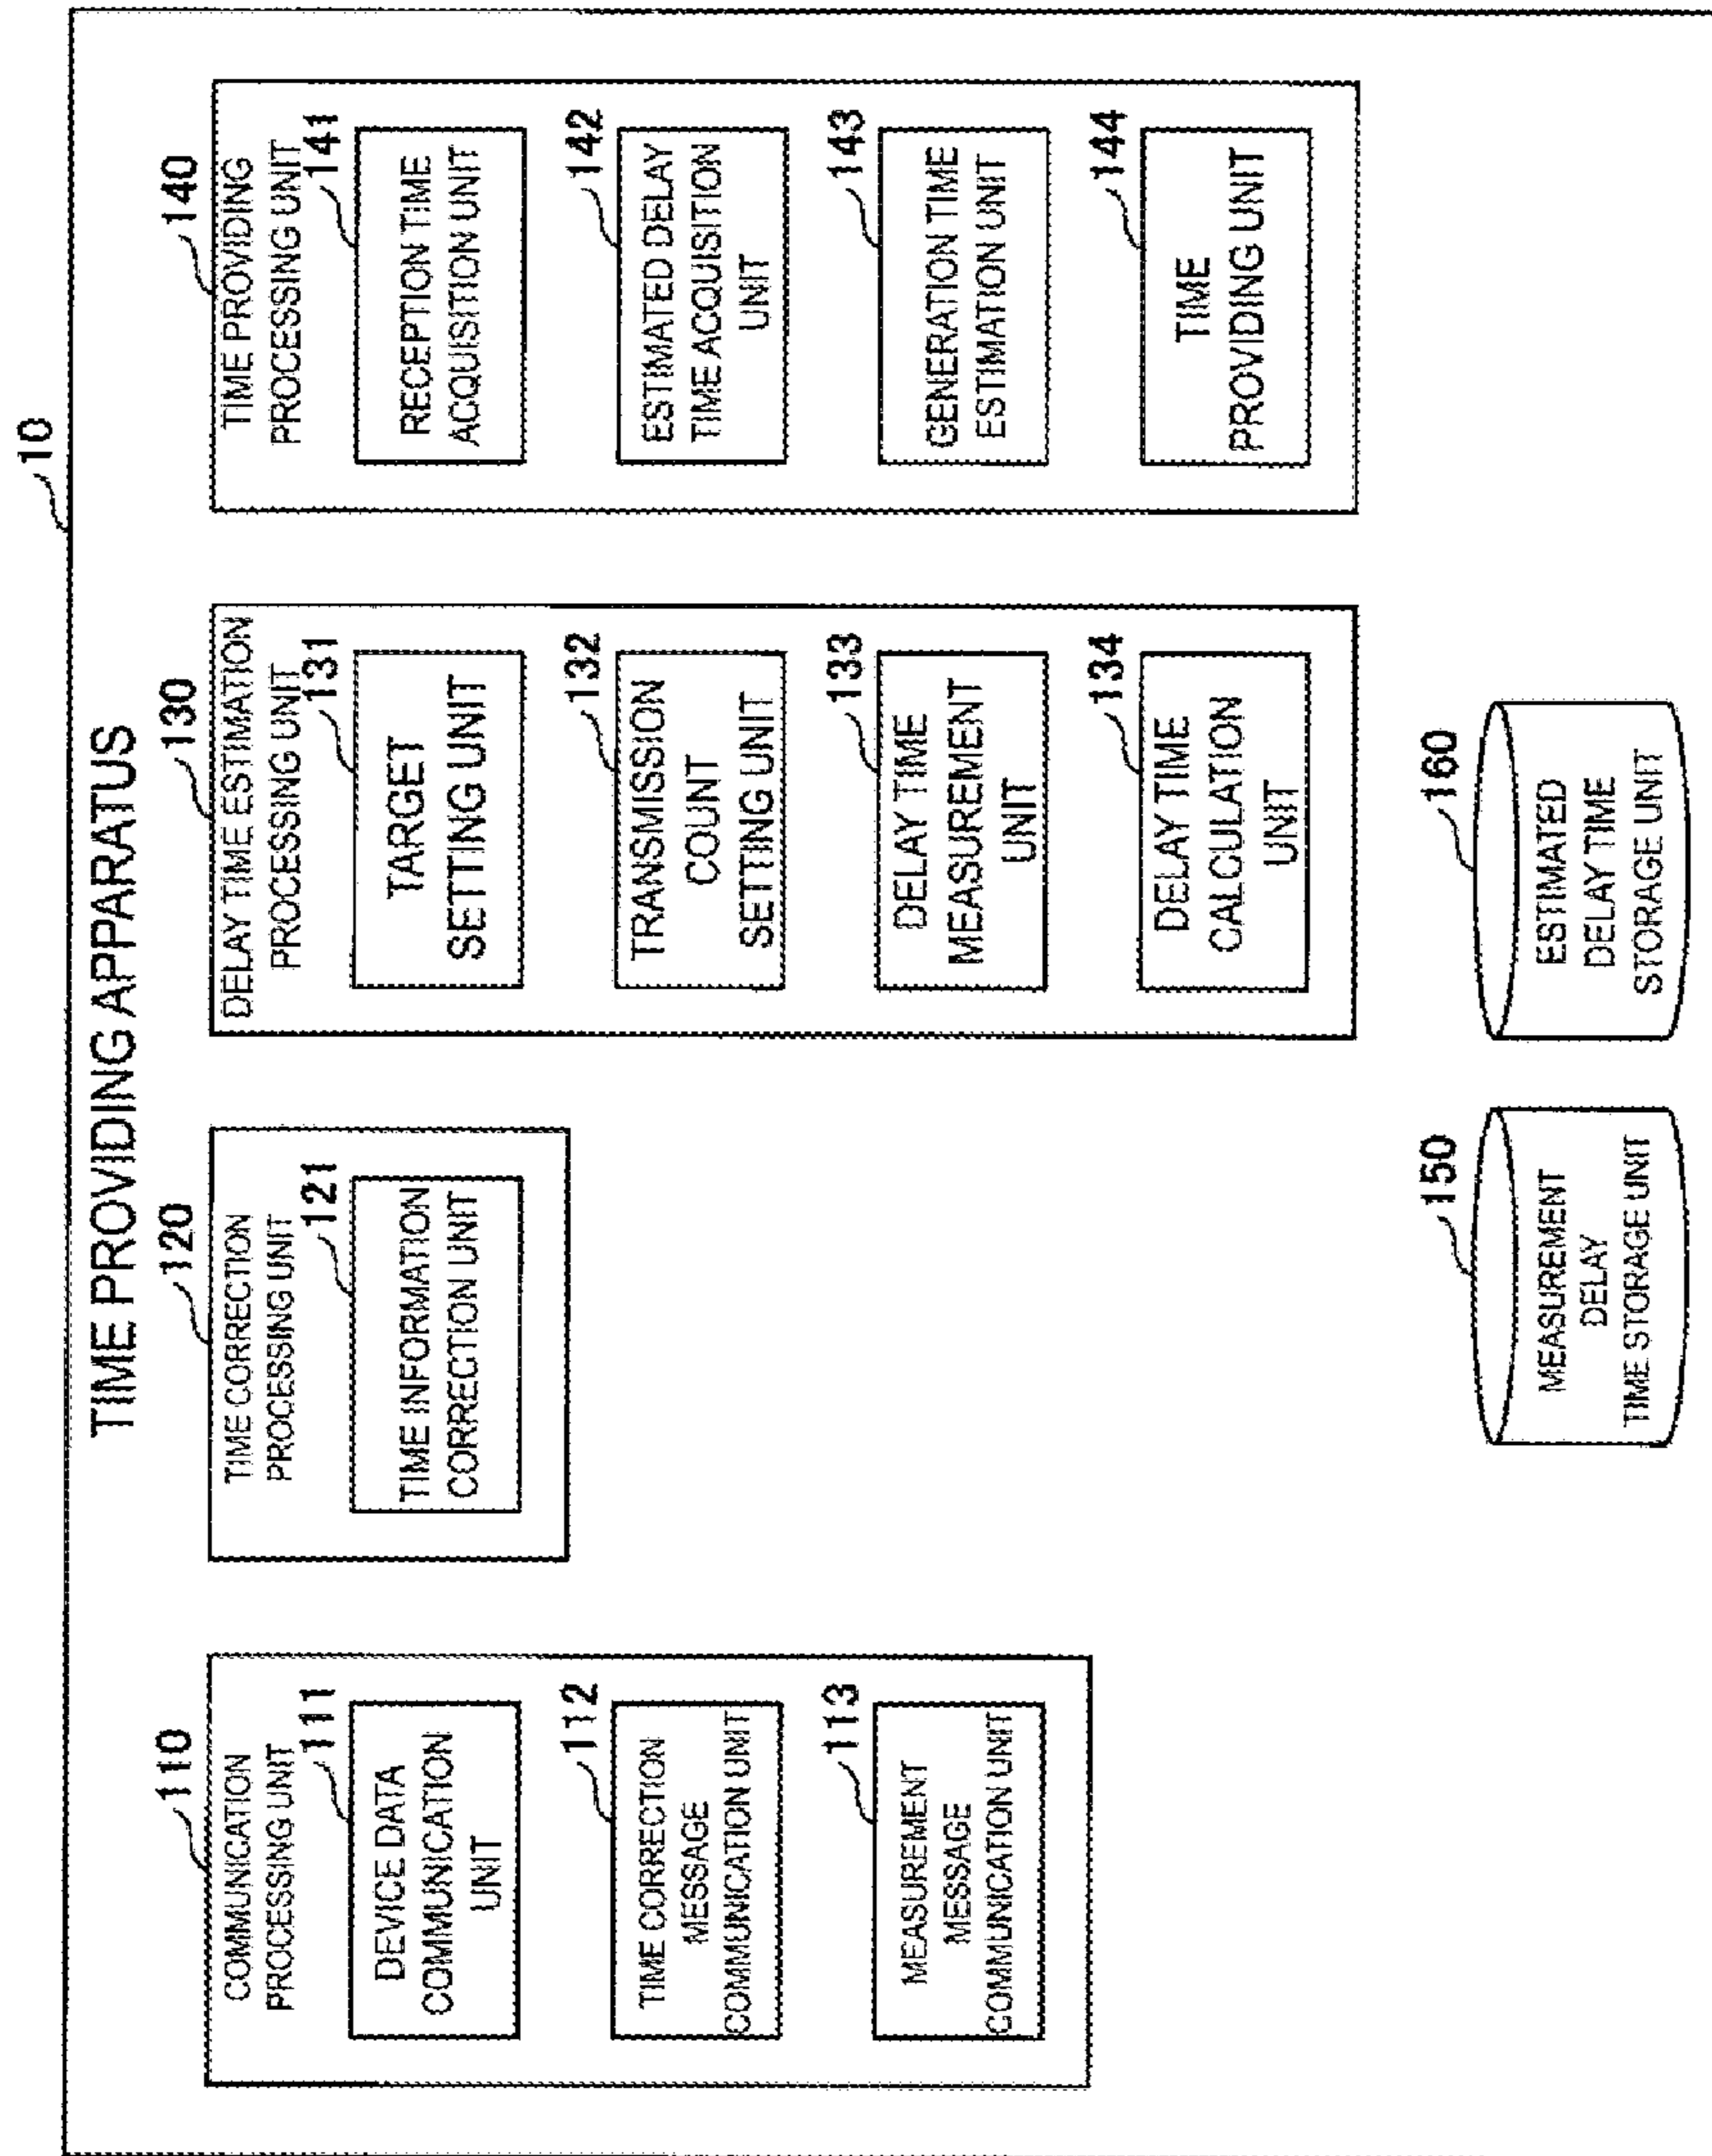 10
TIME PROVIDING APPARATUS
110
COMMUNICATION
PROCESSING UNIT
111
DEVICE DATA
COMMUNICATION
UNIT
112
TIME CORRECTION
MESSAGE
COMMUNICATION UNIT
113
MEASUREMENT
MESSAGE
COMMUNICATION UNIT
120
TIME CORRECTION
PROCESSING UNIT
121
TIME INFORMATION
CORRECTION UNIT
130
DELAY TIME ESTIMATION
PROCESSING UNIT
131
TARGET
SETTING UNIT
132
TRANSMISSION
COUNT
SETTING UNIT
133
DELAY TIME
MEASUREMENT
UNIT
134
DELAY TIME
CALCULATION
UNIT
140
TIME PROVIDING
PROCESSING UNIT
141
RECEPTION TIME
ACQUISITION UNIT
142
ESTIMATED DELAY
TIME ACQUISITION
UNIT
143
GENERATION TIME
ESTIMATION UNIT
144
TIME
PROVIDING UNIT
150
MEASUREMENT
DELAY
TIME STORAGE UNIT
160
ESTIMATED
DELAY TIME
STORAGE UNIT